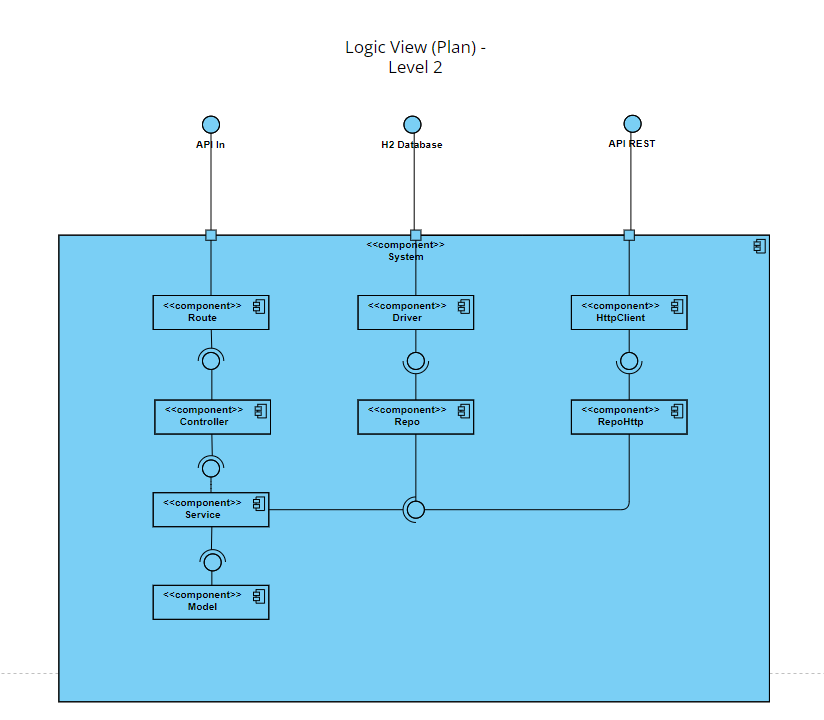 Logic View (Plan) -
Level 2
API In
H2 Database
API REST
<<component>>
System
<<component>>
Route
<<component>>
Driver
<<component>>
HttpClient
<<component>>
Controller
<<component>>
Repo
<<component>>
RepoHttp
<<component>>
Service
<<component>>
Model